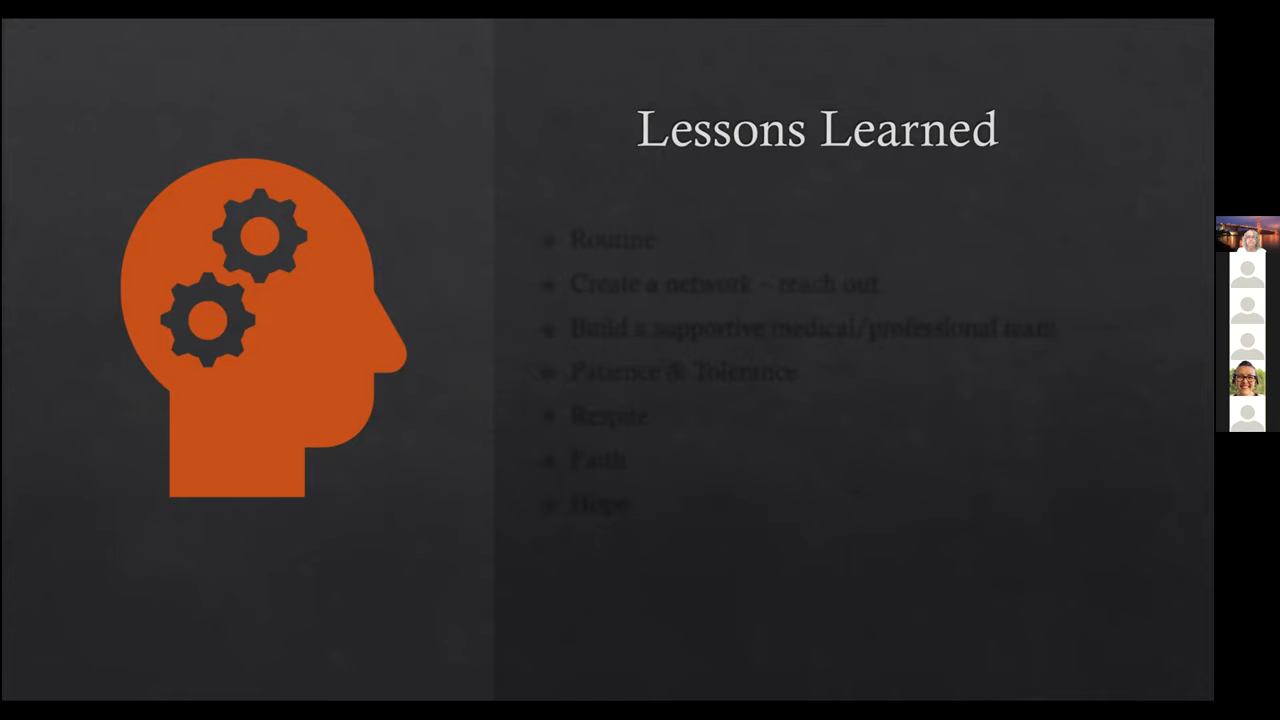 Lessons Learned
Routine
Create a network – reach out
Build a supportive medical/professional team
Patience & Tolerance
Respite
Faith
Hope